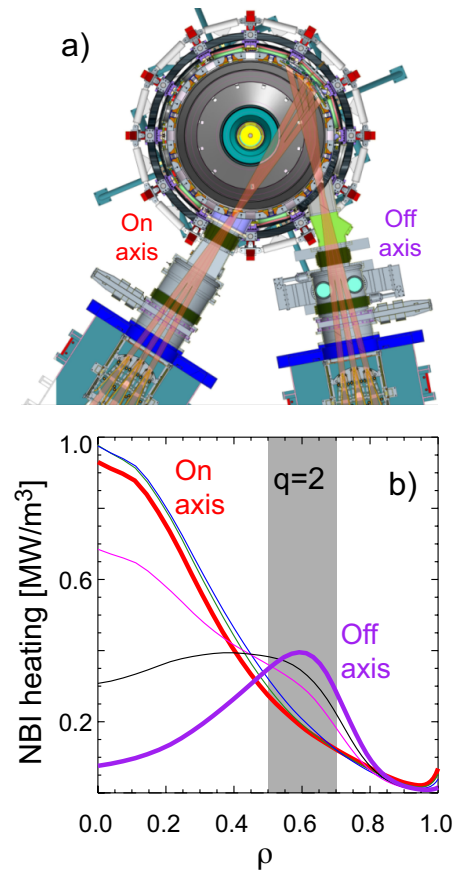 a)
On
axis
Off
axis
1.0
0.6
0.2
NBI heating [MW/m³]
On
axis
q=2
b)
Off
axis
0.0 0.2 0.4 0.6 0.8 1.0
ρ